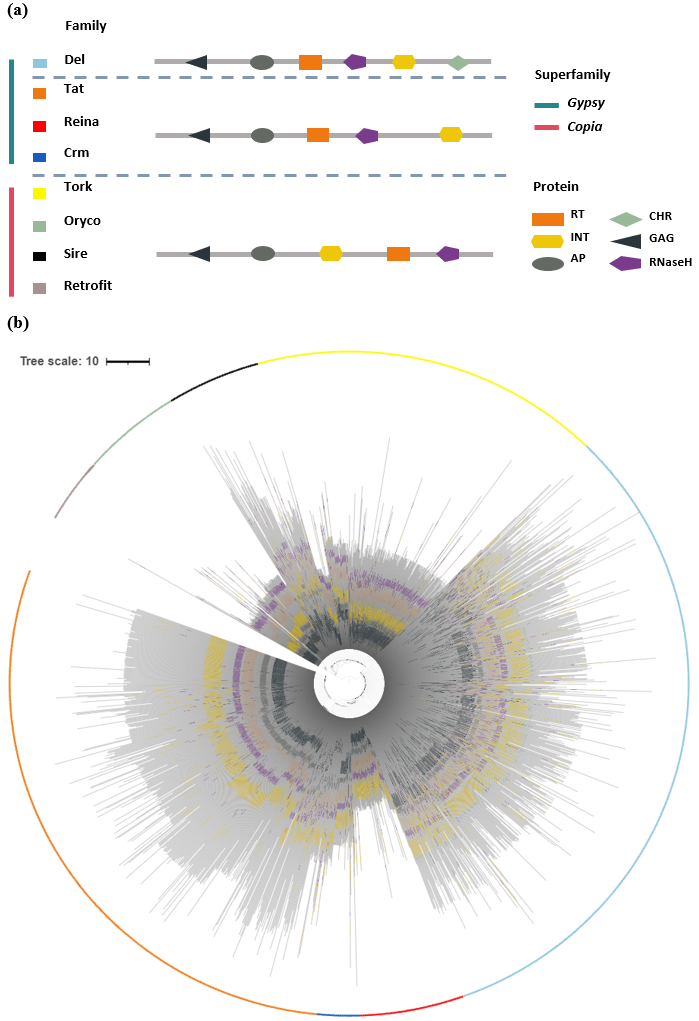 (a)
Family
Del
Tat
Reina
Crm
Tork
Oryco
Sire
Retrofit
Superfamily
Gypsy
Copia
Protein
RT
CHR
INT
GAG
AP
RNaseH
(b)
Tree scale: 10